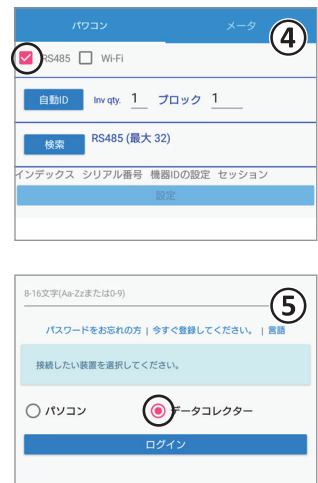 パワコン メータ ④
RS485 Wi-Fi
自動ID Inv qty. 1 ブロック 1
検索 RS485 (最大 32)
インデックス シリアル番号 機器IDの設定 セッション
設定
8-16文字(Aa-Zzまたは0-9) ⑤
パスワードをお忘れの方 | 今すぐ登録してください。 | 言語
接続したい装置を選択してください。
パソコン データコレクター
ログイン